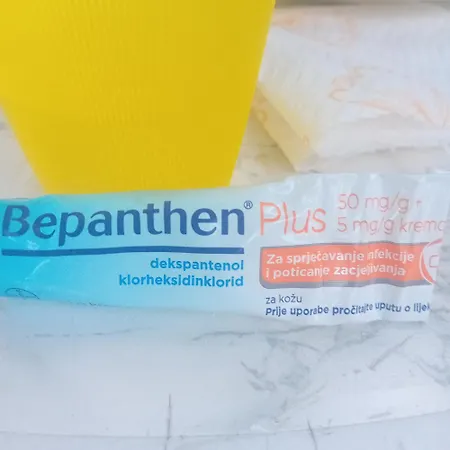 Bepanthen® Plus 50 mg/g +
5 mg/g krema
dekspantenol
klorheksidinklorid
Za sprječavanje infekcije
i poticanje zacjeljivanja
za kožu
Prije uporabe pročitajte uputu o